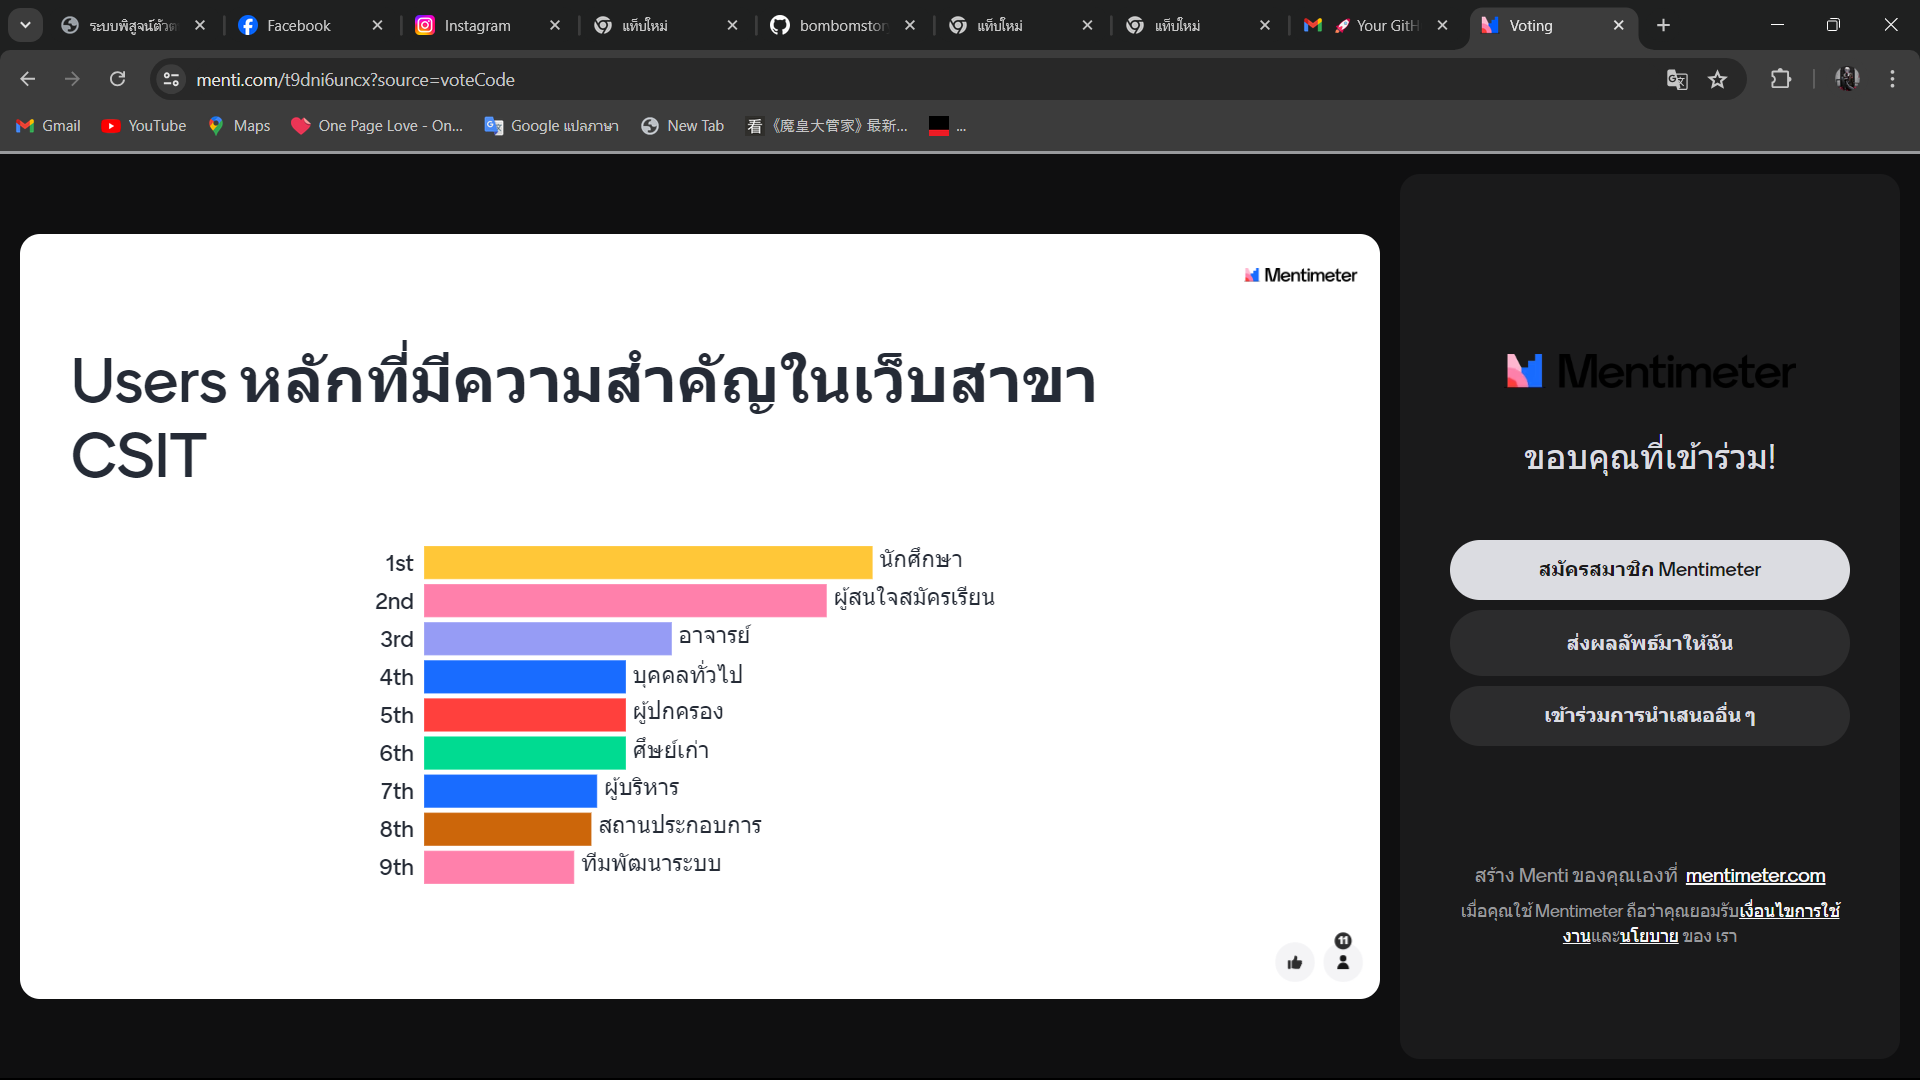 ระบบพิสูจน์ตัวต
Facebook
Instagram
แท็บใหม่
bombomstor
แท็บใหม่
แท็บใหม่
🚀 Your GitH
Voting
menti.com/t9dni6uncx?source=voteCode
Gmail
YouTube
Maps
One Page Love - On...
Google แปลภาษา
New Tab
看《魔皇大管家》最新...
...
Mentimeter
Users หลักที่มีความสำคัญในเว็บสาขา
CSIT
1st นักศึกษา
2nd ผู้สนใจสมัครเรียน
3rd อาจารย์
4th บุคคลทั่วไป
5th ผู้ปกครอง
6th ศึษย์เก่า
7th ผู้บริหาร
8th สถานประกอบการ
9th ทีมพัฒนาระบบ
11
Mentimeter
ขอบคุณที่เข้าร่วม!
สมัครสมาชิก Mentimeter
ส่งผลลัพธ์มาให้ฉัน
เข้าร่วมการนำเสนออื่น ๆ
สร้าง Menti ของคุณเองที่ mentimeter.com
เมื่อคุณใช้ Mentimeter ถือว่าคุณยอมรับเงื่อนไขการใช้
งานและนโยบาย ของ เรา